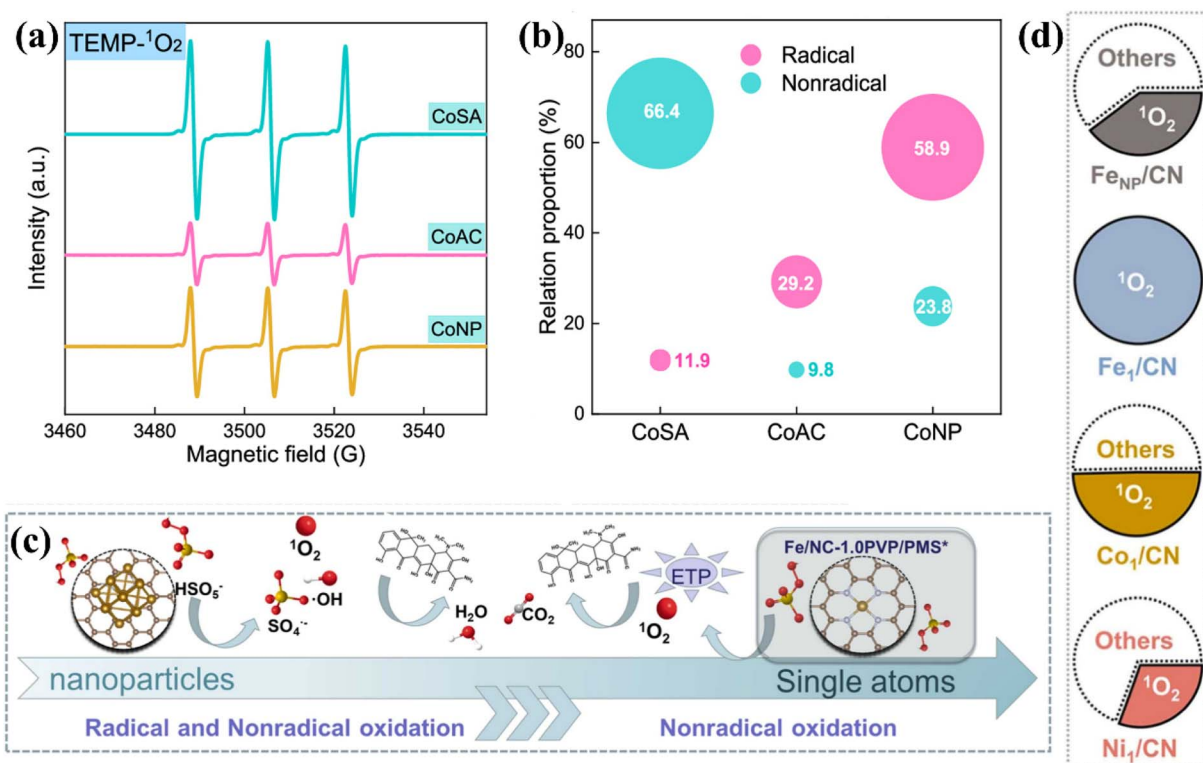 (a)
TEMP-¹O₂
CoSA
CoAC
CoNP
Intensity (a.u.)
3460 3480 3500 3520 3540
Magnetic field (G)
(b)
Radical
Nonradical
Relation proportion (%)
80
60
40
20
0
66.4
58.9
29.2
23.8
11.9
9.8
CoSA CoAC CoNP
(c)
HSO₅⁻
¹O₂
·OH
SO₄·⁻
H₂O
CO₂
ETP
¹O₂
Fe/NC-1.0PVP/PMS*
nanoparticles
Single atoms
Radical and Nonradical oxidation
Nonradical oxidation
(d)
Others
¹O₂
Fe_NP/CN
¹O₂
Fe₁/CN
Others
¹O₂
Co₁/CN
Others
¹O₂
Ni₁/CN